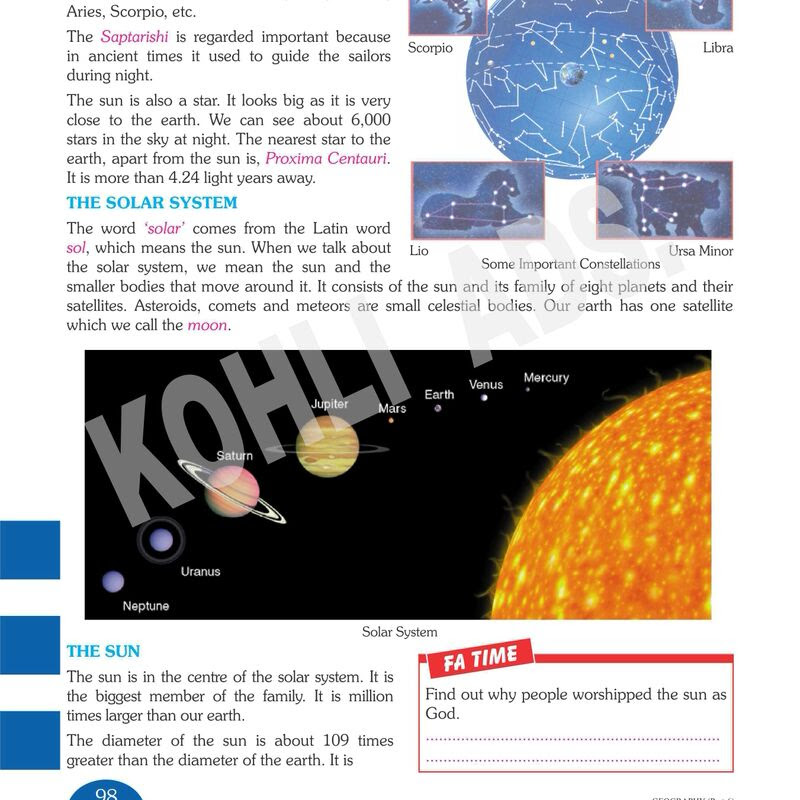 Aries, Scorpio, etc.
The Saptarishi is regarded important because
in ancient times it used to guide the sailors
during night.
The sun is also a star. It looks big as it is very
close to the earth. We can see about 6,000
stars in the sky at night. The nearest star to the
earth, apart from the sun is, Proxima Centauri.
It is more than 4.24 light years away.
THE SOLAR SYSTEM
The word ‘solar’ comes from the Latin word
sol, which means the sun. When we talk about
the solar system, we mean the sun and the
Scorpio
Libra
Lio
Ursa Minor
Some Important Constellations
smaller bodies that move around it. It consists of the sun and its family of eight planets and their
satellites. Asteroids, comets and meteors are small celestial bodies. Our earth has one satellite
which we call the moon.
KOHLI ADS.
Mercury
Venus
Earth
Mars
Jupiter
Saturn
Uranus
Neptune
Solar System
THE SUN
The sun is in the centre of the solar system. It is
the biggest member of the family. It is million
times larger than our earth.
The diameter of the sun is about 109 times
greater than the diameter of the earth. It is
FA TIME
Find out why people worshipped the sun as
God.
98